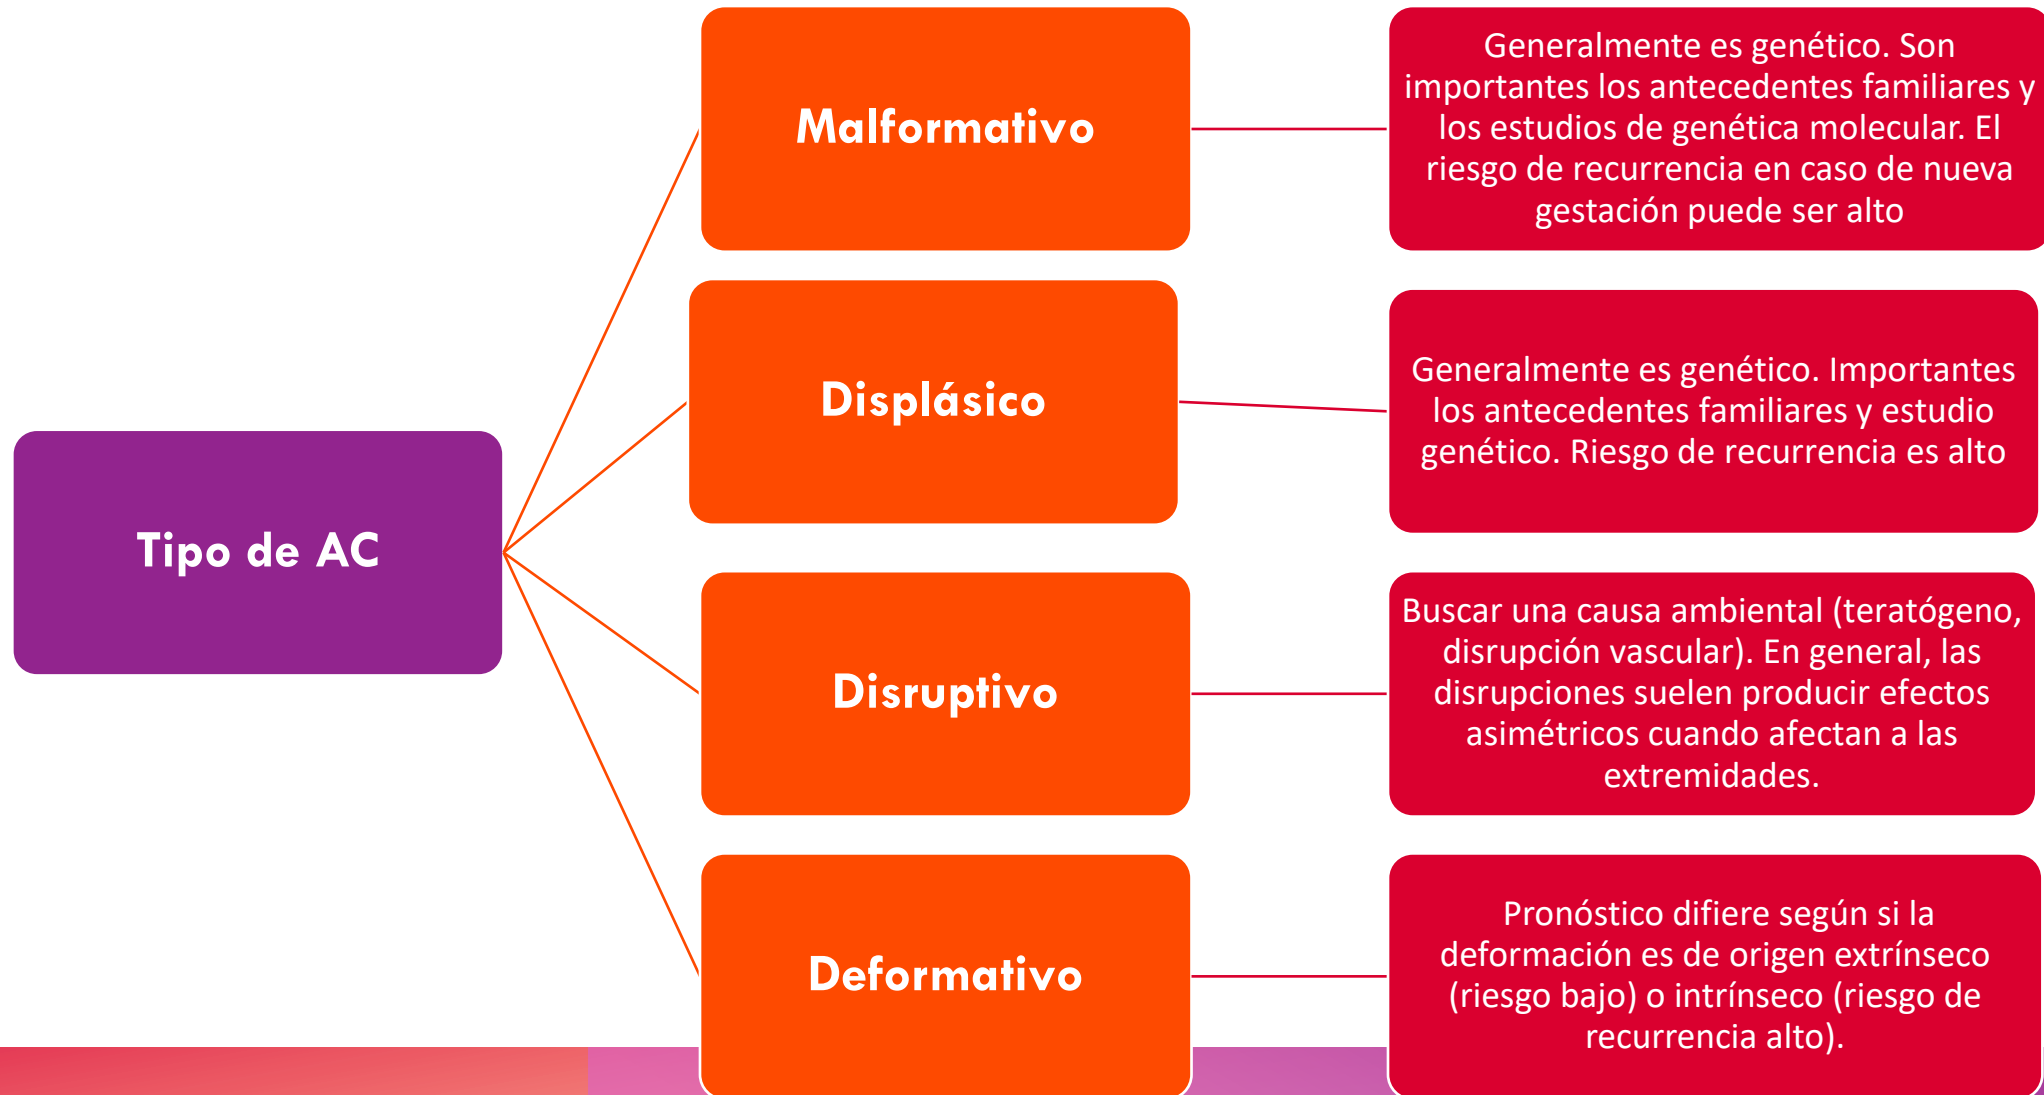 Tipo de AC
Malformativo
Generalmente es genético. Son
importantes los antecedentes familiares y
los estudios de genética molecular. El
riesgo de recurrencia en caso de nueva
gestación puede ser alto
Displásico
Generalmente es genético. Importantes
los antecedentes familiares y estudio
genético. Riesgo de recurrencia es alto
Disruptivo
Buscar una causa ambiental (teratógeno,
disrupción vascular). En general, las
disrupciones suelen producir efectos
asimétricos cuando afectan a las
extremidades.
Deformativo
Pronóstico difiere según si la
deformación es de origen extrínseco
(riesgo bajo) o intrínseco (riesgo de
recurrencia alto).